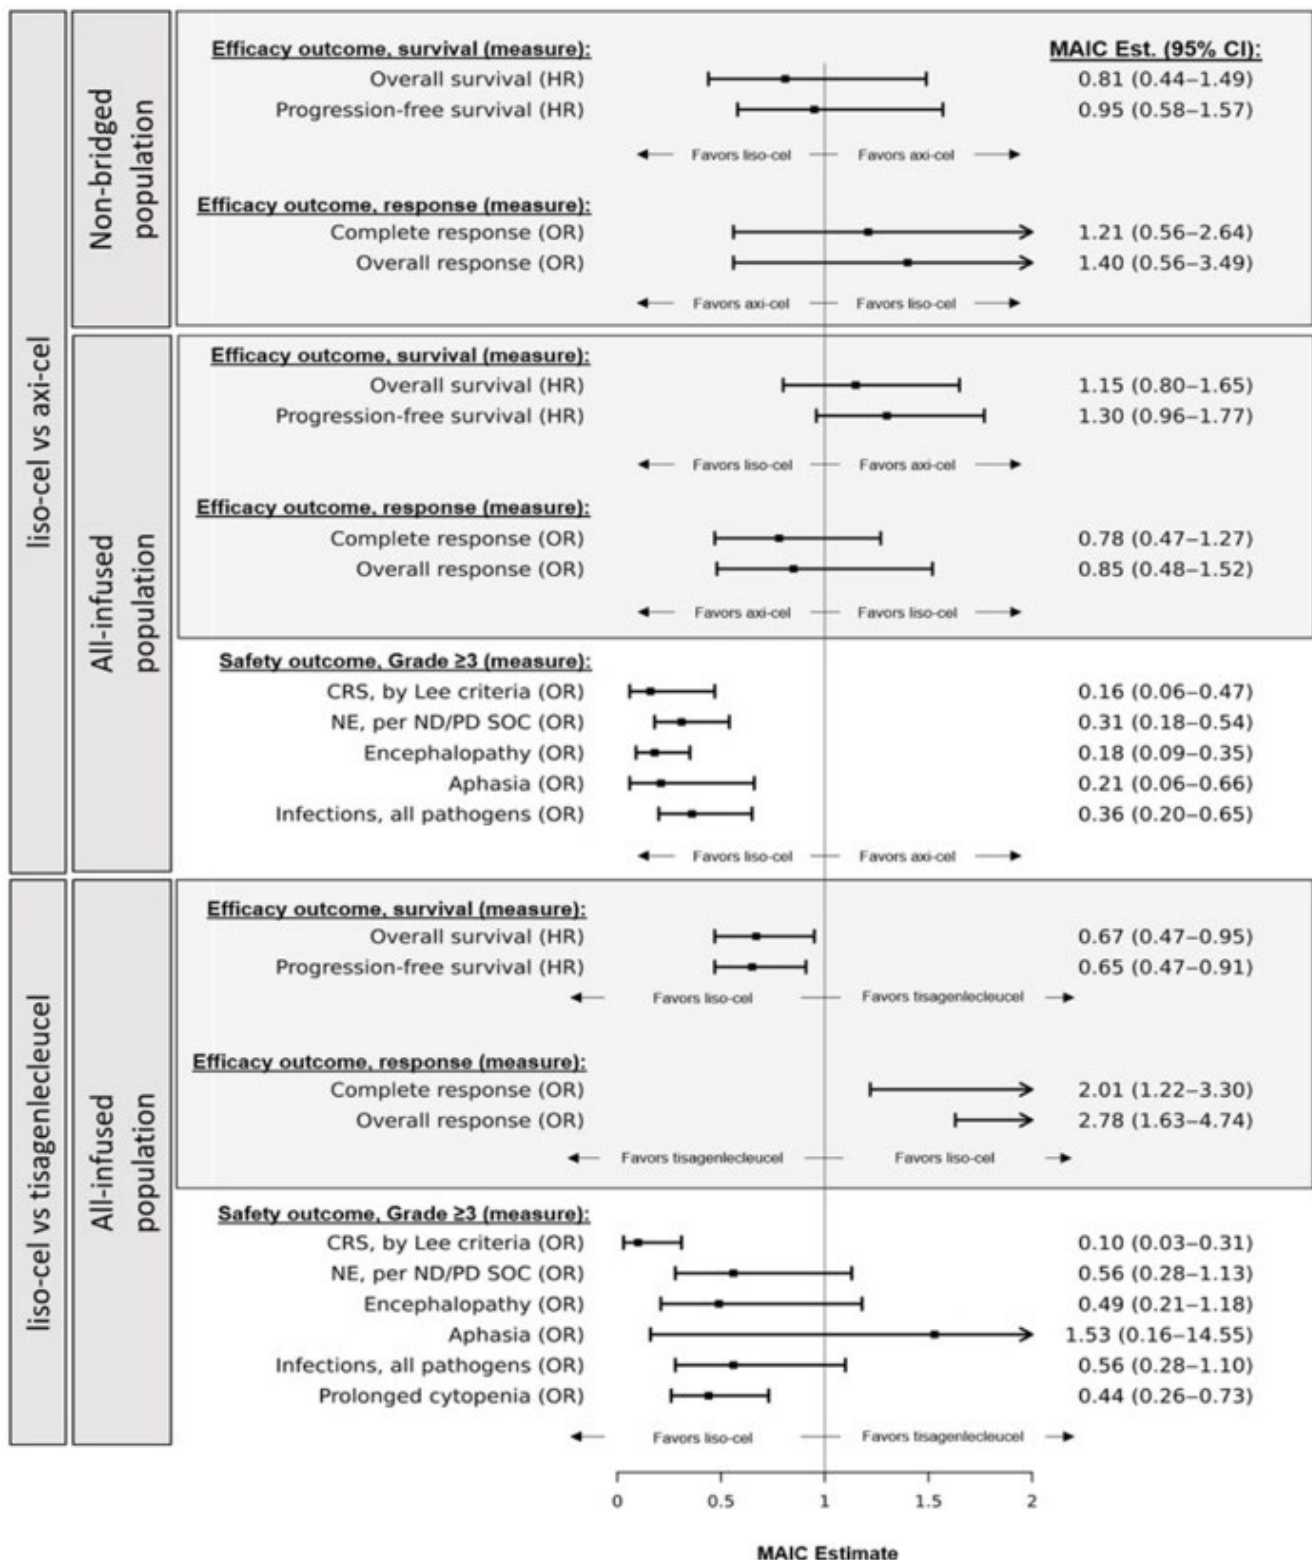 liso-cel vs axi-cel
Non-bridged population
Efficacy outcome, survival (measure): MAIC Est. (95% CI):
Overall survival (HR) 0.81 (0.44–1.49)
Progression-free survival (HR) 0.95 (0.58–1.57)
Favors liso-cel Favors axi-cel
Efficacy outcome, response (measure):
Complete response (OR) 1.21 (0.56–2.64)
Overall response (OR) 1.40 (0.56–3.49)
Favors axi-cel Favors liso-cel
All-infused population
Efficacy outcome, survival (measure):
Overall survival (HR) 1.15 (0.80–1.65)
Progression-free survival (HR) 1.30 (0.96–1.77)
Favors liso-cel Favors axi-cel
Efficacy outcome, response (measure):
Complete response (OR) 0.78 (0.47–1.27)
Overall response (OR) 0.85 (0.48–1.52)
Favors axi-cel Favors liso-cel
Safety outcome, Grade ≥3 (measure):
CRS, by Lee criteria (OR) 0.16 (0.06–0.47)
NE, per ND/PD SOC (OR) 0.31 (0.18–0.54)
Encephalopathy (OR) 0.18 (0.09–0.35)
Aphasia (OR) 0.21 (0.06–0.66)
Infections, all pathogens (OR) 0.36 (0.20–0.65)
Favors liso-cel Favors axi-cel
liso-cel vs tisagenlecleucel
All-infused population
Efficacy outcome, survival (measure):
Overall survival (HR) 0.67 (0.47–0.95)
Progression-free survival (HR) 0.65 (0.47–0.91)
Favors liso-cel Favors tisagenlecleucel
Efficacy outcome, response (measure):
Complete response (OR) 2.01 (1.22–3.30)
Overall response (OR) 2.78 (1.63–4.74)
Favors tisagenlecleucel Favors liso-cel
Safety outcome, Grade ≥3 (measure):
CRS, by Lee criteria (OR) 0.10 (0.03–0.31)
NE, per ND/PD SOC (OR) 0.56 (0.28–1.13)
Encephalopathy (OR) 0.49 (0.21–1.18)
Aphasia (OR) 1.53 (0.16–14.55)
Infections, all pathogens (OR) 0.56 (0.28–1.10)
Prolonged cytopenia (OR) 0.44 (0.26–0.73)
Favors liso-cel Favors tisagenlecleucel
0 0.5 1 1.5 2
MAIC Estimate